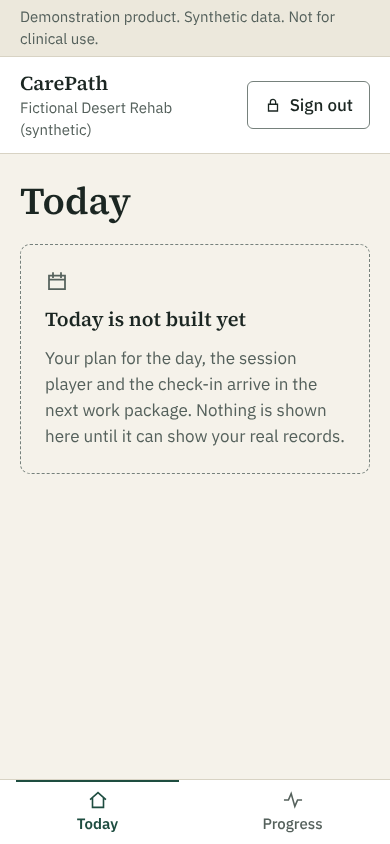 Demonstration product. Synthetic data. Not for
clinical use.
CarePath
Fictional Desert Rehab
(synthetic)
Sign out
Today
Today is not built yet
Your plan for the day, the session
player and the check-in arrive in the
next work package. Nothing is shown
here until it can show your real records.
Today
Progress